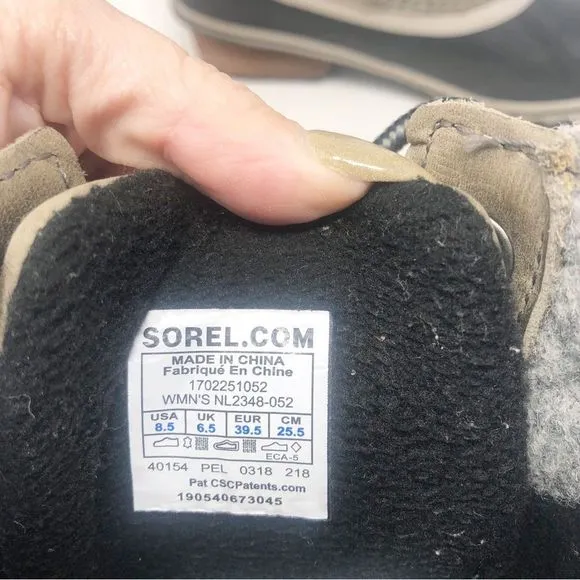 SOREL.COM
MADE IN CHINA
Fabriqué En Chine
1702251052
WMN'S NL2348-052
USA UK EUR CM
8.5 6.5 39.5 25.5
ECA-5
40154 PEL 0318 218
Pat CSCPatents.com
190540673045